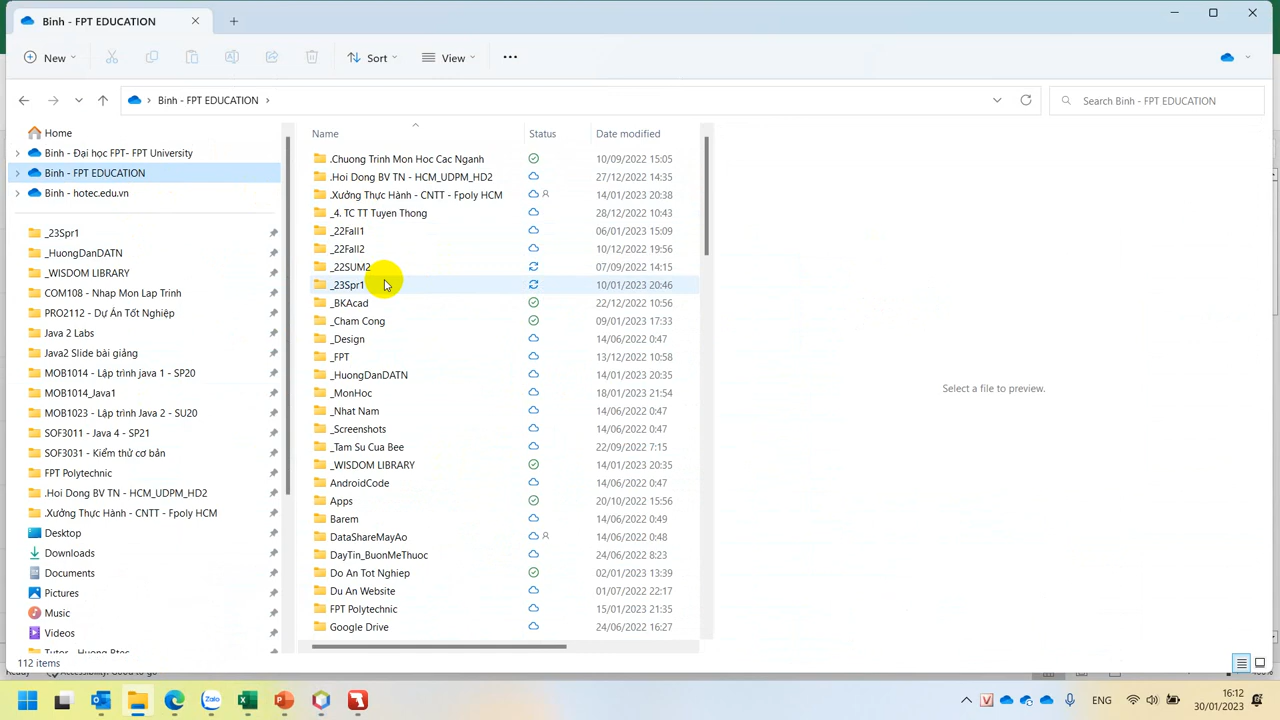 Binh - FPT EDUCATION
New
Sort
View
Binh - FPT EDUCATION
Search Binh - FPT EDUCATION
Home
Binh - Đại học FPT- FPT University
Binh - FPT EDUCATION
Binh - hotec.edu.vn
_23Spr1
_HuongDanDATN
_WISDOM LIBRARY
COM108 - Nhap Mon Lap Trinh
PRO2112 - Dự Án Tốt Nghiệp
Java 2 Labs
Java2 Slide bài giảng
MOB1014 - Lập trình java 1 - SP20
MOB1014_Java1
MOB1023 - Lập trình Java 2 - SU20
SOF3011 - Java 4 - SP21
SOF3031 - Kiểm thử cơ bản
FPT Polytechnic
.Hoi Dong BV TN - HCM_UDPM_HD2
.Xưởng Thực Hành - CNTT - Fpoly HCM
Desktop
Downloads
Documents
Pictures
Music
Videos
Name Status Date modified
.Chuong Trinh Mon Hoc Cac Nganh 10/09/2022 15:05
.Hoi Dong BV TN - HCM_UDPM_HD2 27/12/2022 14:35
.Xưởng Thực Hành - CNTT - Fpoly HCM 14/01/2023 20:38
_4. TC TT Tuyen Thong 28/12/2022 10:43
_22Fall1 06/01/2023 15:09
_22Fall2 10/12/2022 19:56
_22SUM2 07/09/2022 14:15
_23Spr1 10/01/2023 20:46
_BKAcad 22/12/2022 10:56
_Cham Cong 09/01/2023 17:33
_Design 14/06/2022 0:47
_FPT 13/12/2022 10:58
_HuongDanDATN 14/01/2023 20:35
_MonHoc 18/01/2023 21:54
_Nhat Nam 14/06/2022 0:47
_Screenshots 14/06/2022 0:47
_Tam Su Cua Bee 22/09/2022 7:15
_WISDOM LIBRARY 14/01/2023 20:35
AndroidCode 14/06/2022 0:47
Apps 20/10/2022 15:56
Barem 14/06/2022 0:49
DataShareMayAo 14/06/2022 0:48
DayTin_BuonMeThuoc 24/06/2022 8:23
Do An Tot Nghiep 02/01/2023 13:39
Du An Website 01/07/2022 22:17
FPT Polytechnic 15/01/2023 21:35
Google Drive 24/06/2022 16:27
Select a file to preview.
112 items
Zalo
ENG
16:12
30/01/2023